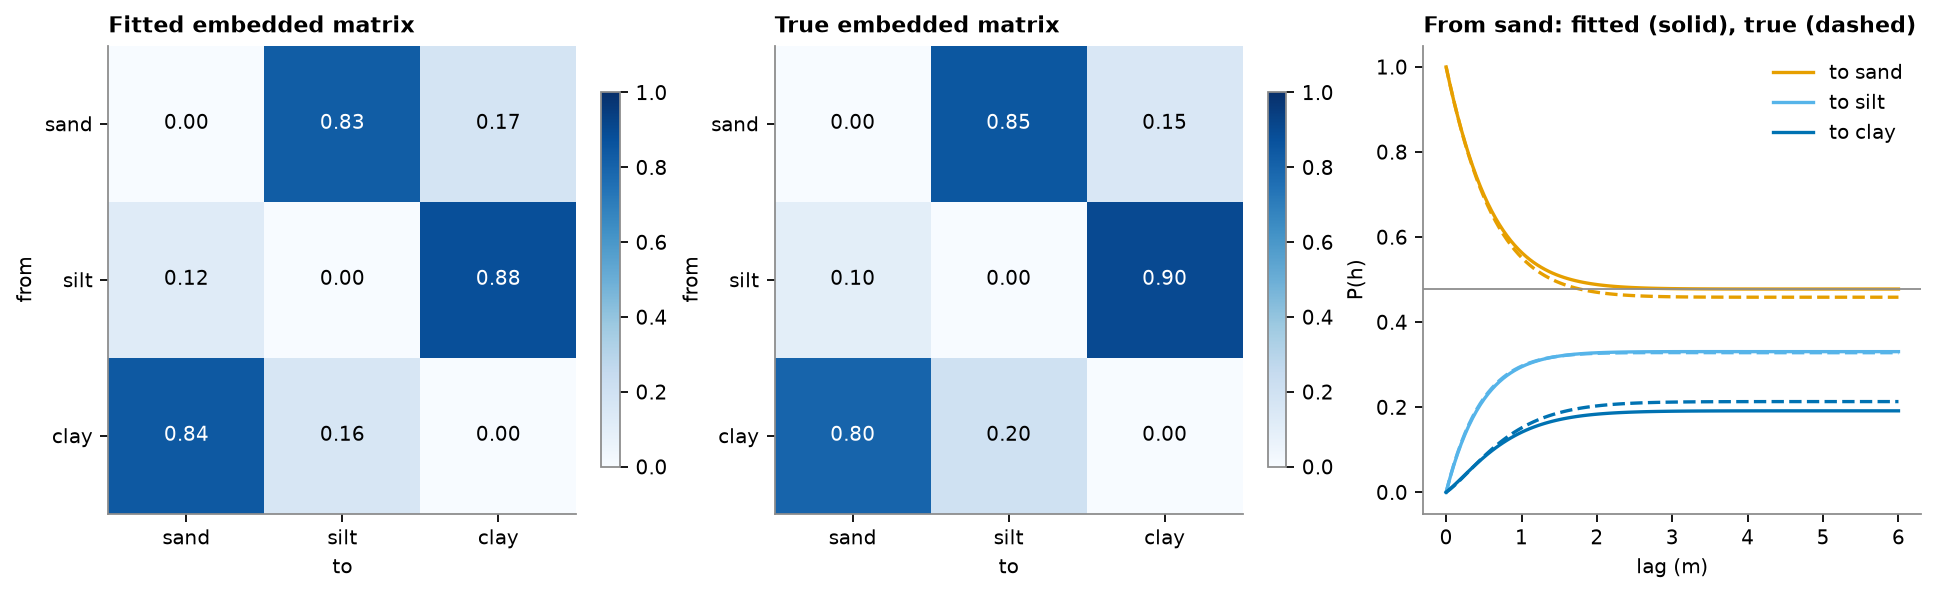 Fitted embedded matrix
from
sand
silt
clay
0.00 0.83 0.17
0.12 0.00 0.88
0.84 0.16 0.00
sand silt clay
to
1.0
0.8
0.6
0.4
0.2
0.0
True embedded matrix
from
sand
silt
clay
0.00 0.85 0.15
0.10 0.00 0.90
0.80 0.20 0.00
sand silt clay
to
1.0
0.8
0.6
0.4
0.2
0.0
From sand: fitted (solid), true (dashed)
P(h)
1.0
0.8
0.6
0.4
0.2
0.0
to sand
to silt
to clay
0 1 2 3 4 5 6
lag (m)